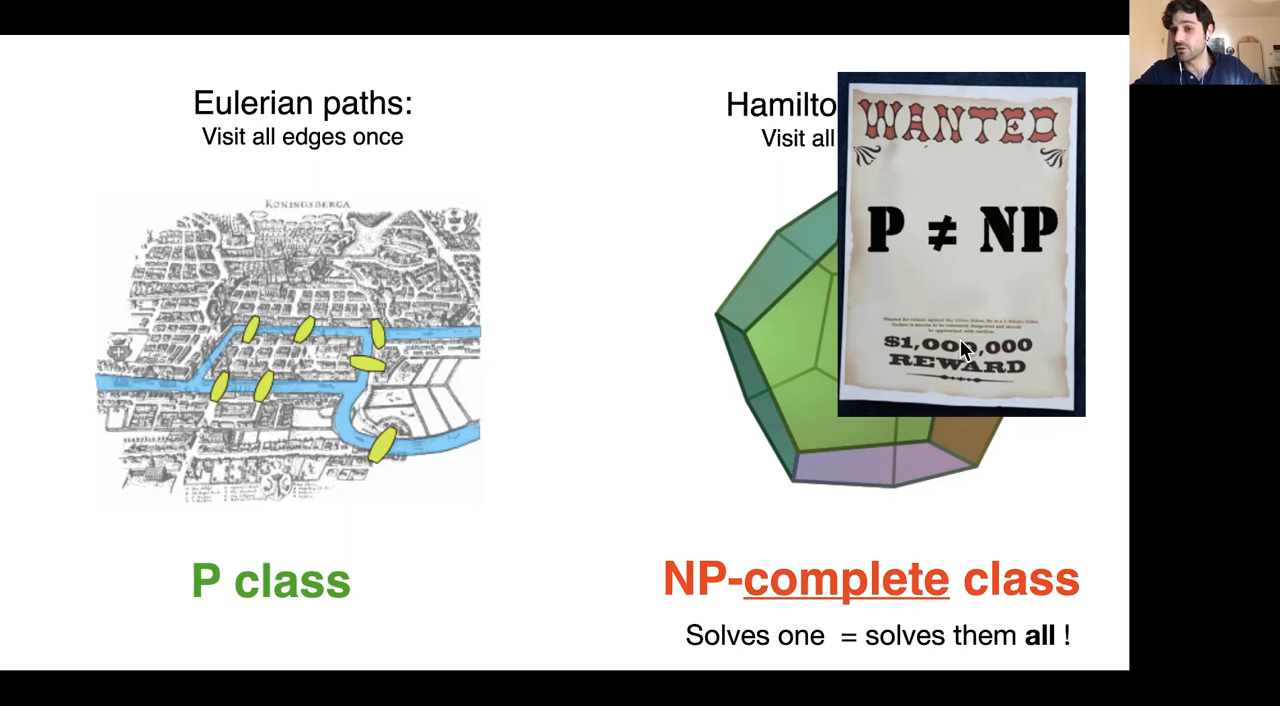 Eulerian paths:
Visit all edges once
Hamilto
Visit all
KONINGSBERGA
WANTED
P ≠ NP
$1,000,000
REWARD
P class
NP-complete class
Solves one = solves them all !